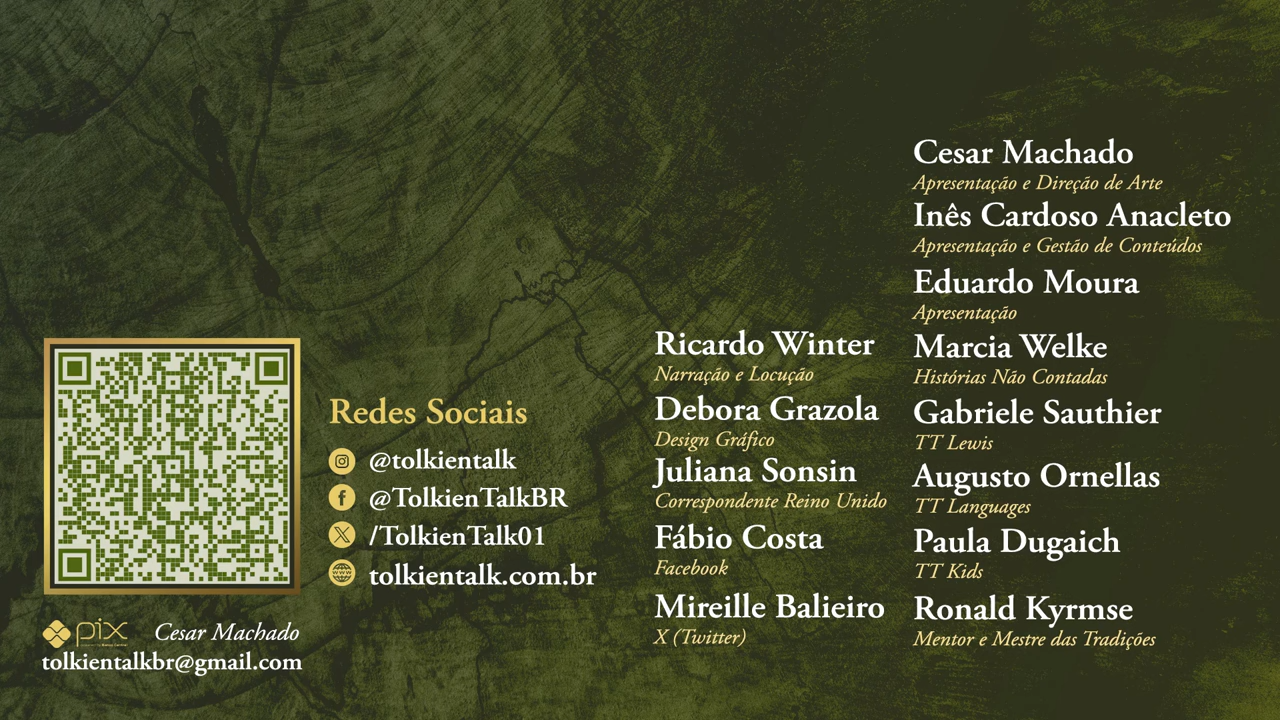 pix
Cesar Machado
tolkientalkbr@gmail.com
Redes Sociais
@tolkientalk
@TolkienTalkBR
/TolkienTalk01
tolkientalk.com.br
Ricardo Winter
Narração e Locução
Debora Grazola
Design Gráfico
Juliana Sonsin
Correspondente Reino Unido
Fábio Costa
Facebook
Mireille Balieiro
X (Twitter)
Cesar Machado
Apresentação e Direção de Arte
Inês Cardoso Anacleto
Apresentação e Gestão de Conteúdos
Eduardo Moura
Apresentação
Marcia Welke
Histórias Não Contadas
Gabriele Sauthier
TT Lewis
Augusto Ornellas
TT Languages
Paula Dugaich
TT Kids
Ronald Kyrmse
Mentor e Mestre das Tradições